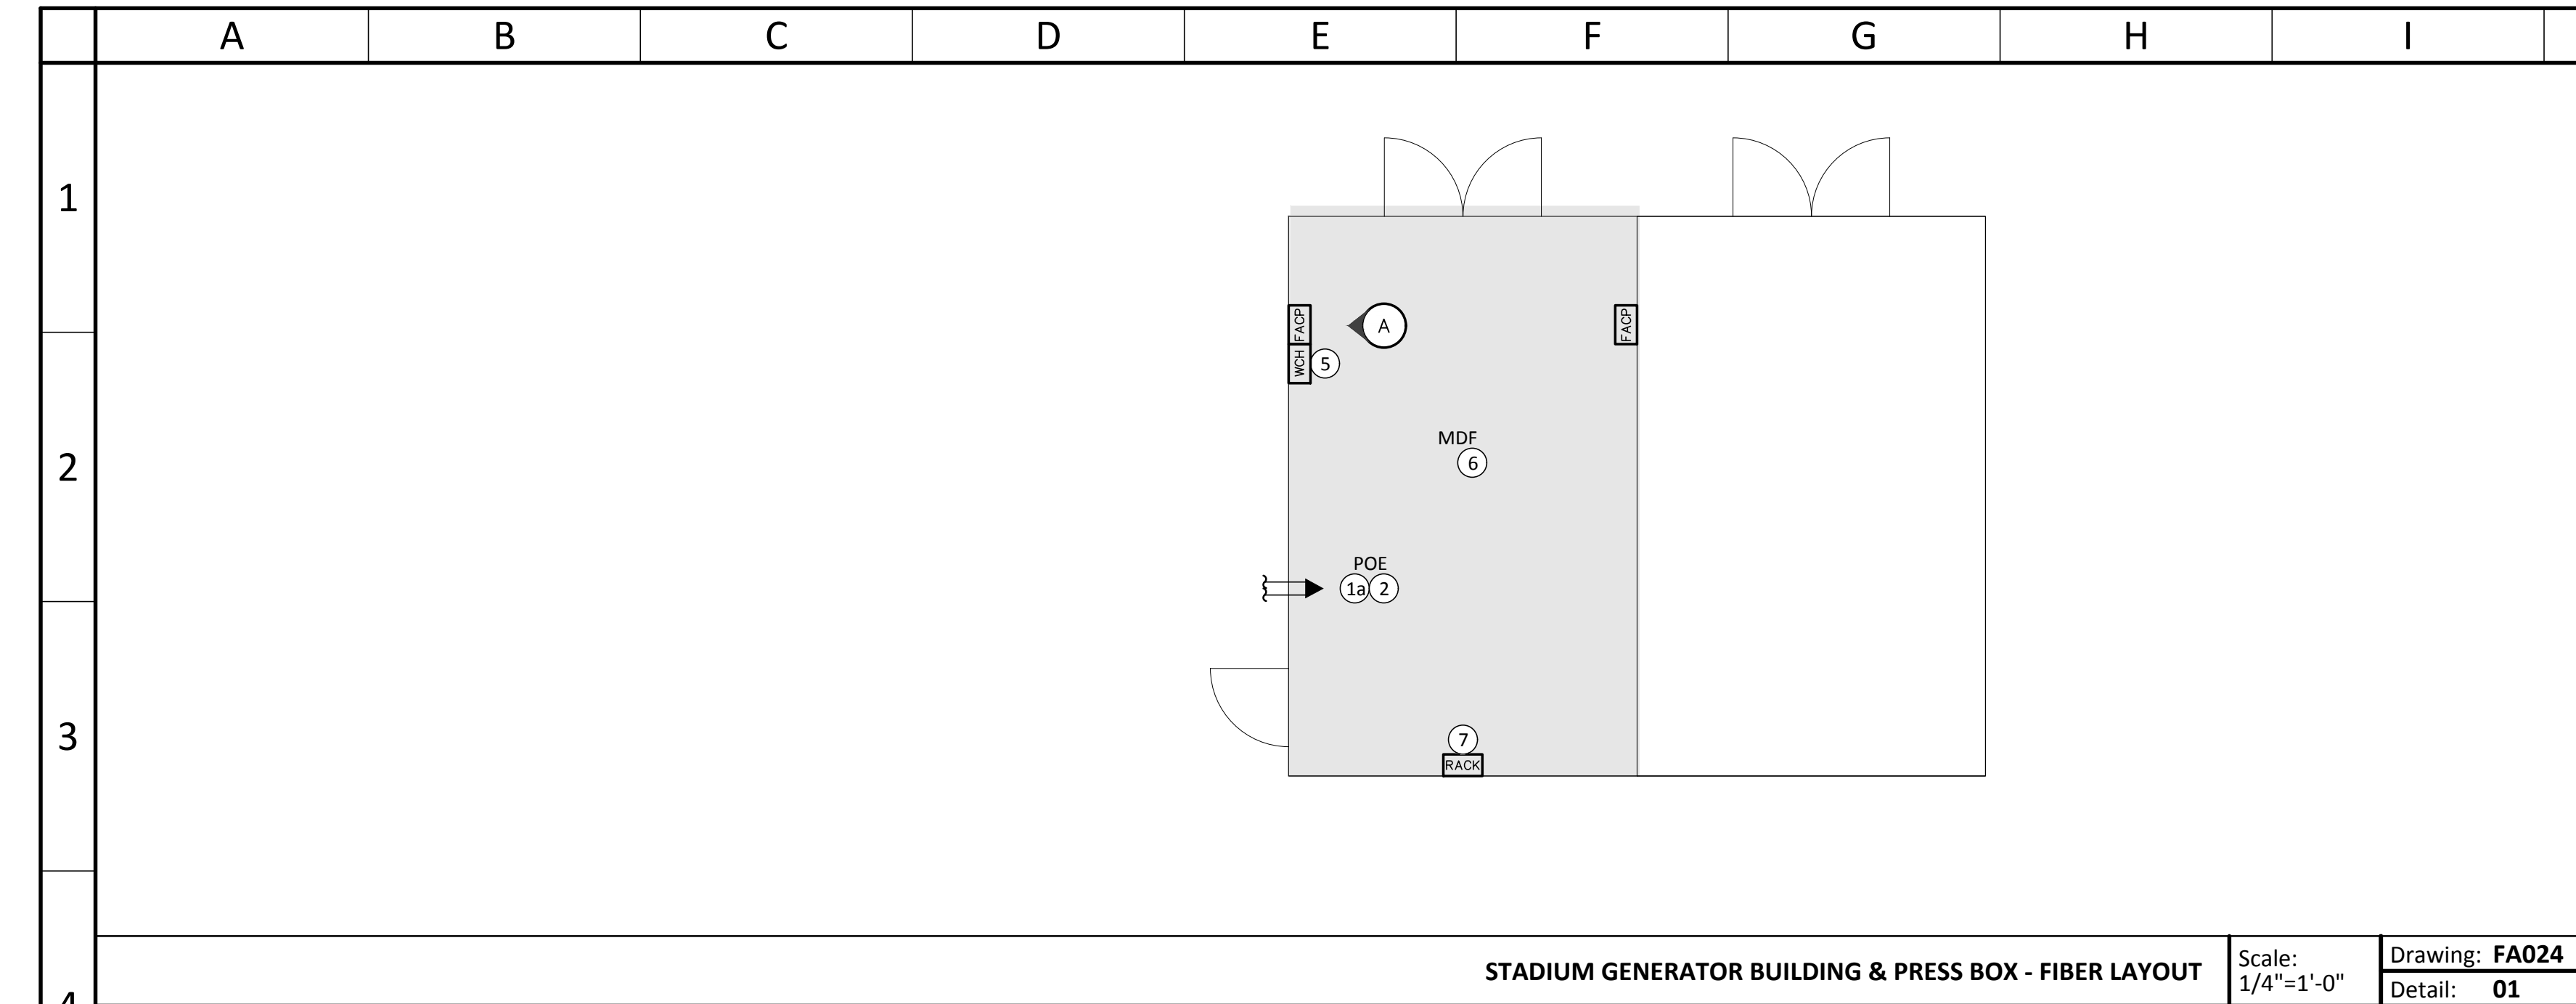 A B C D E F G H I
1
FACP
A
FACP
WCH
5
2
MDF
6
POE
1a 2
3
7
RACK
STADIUM GENERATOR BUILDING & PRESS BOX - FIBER LAYOUT
Scale:
1/4"=1'-0"
Drawing: FA024
Detail: 01
4